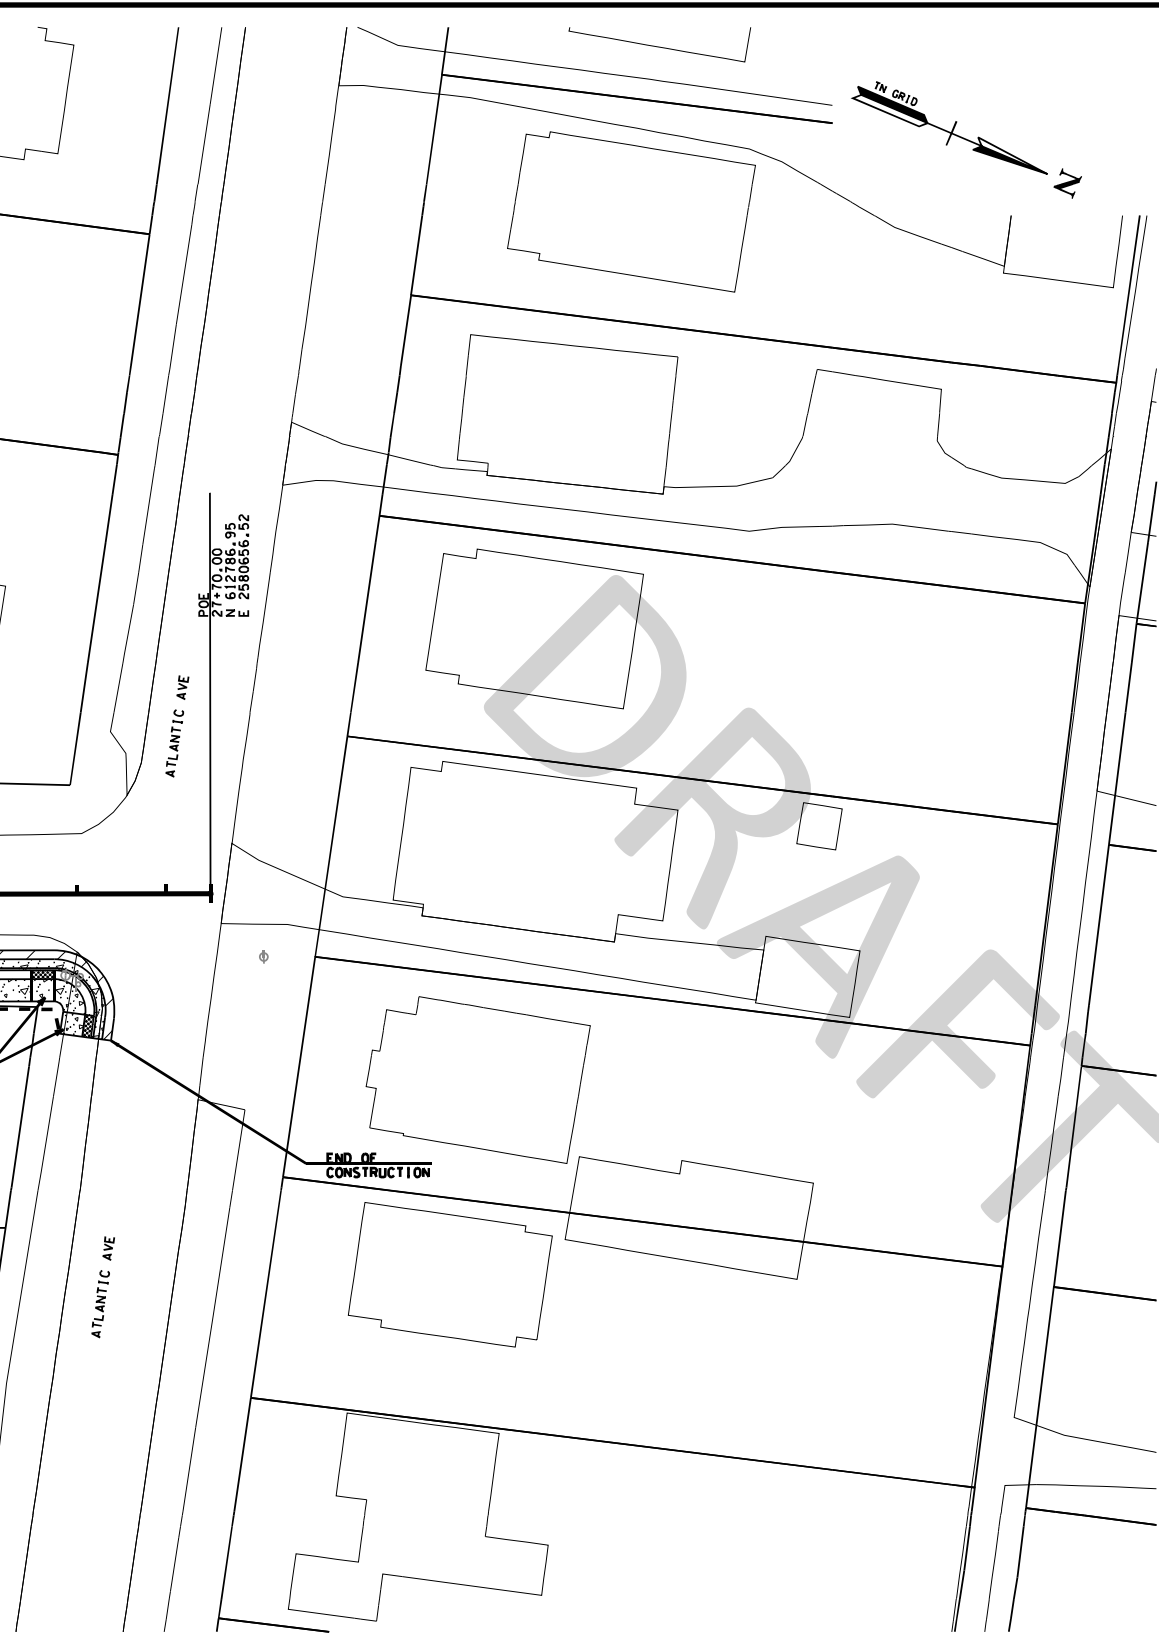 TN GRID
N
POE
27+70.00
N 612786.95
E 2580656.52
ATLANTIC AVE
DRAFT
END OF
CONSTRUCTION
ATLANTIC AVE